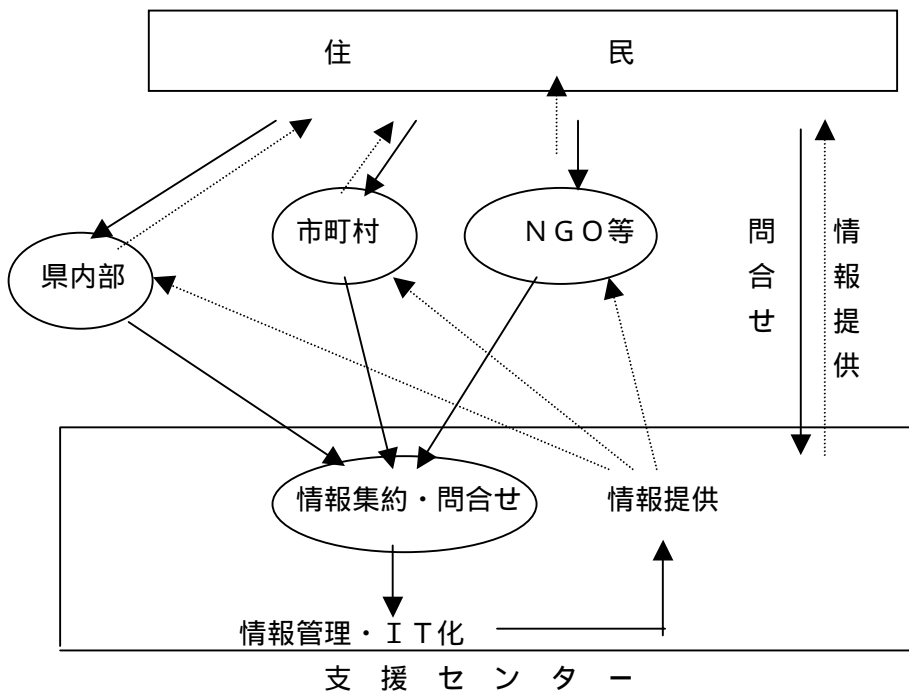 住　　　民
市町村
ＮＧＯ等
県内部
問合せ
情報提供
情報集約・問合せ
情報提供
情報管理・ＩＴ化
支　援　セ　ン　タ　ー